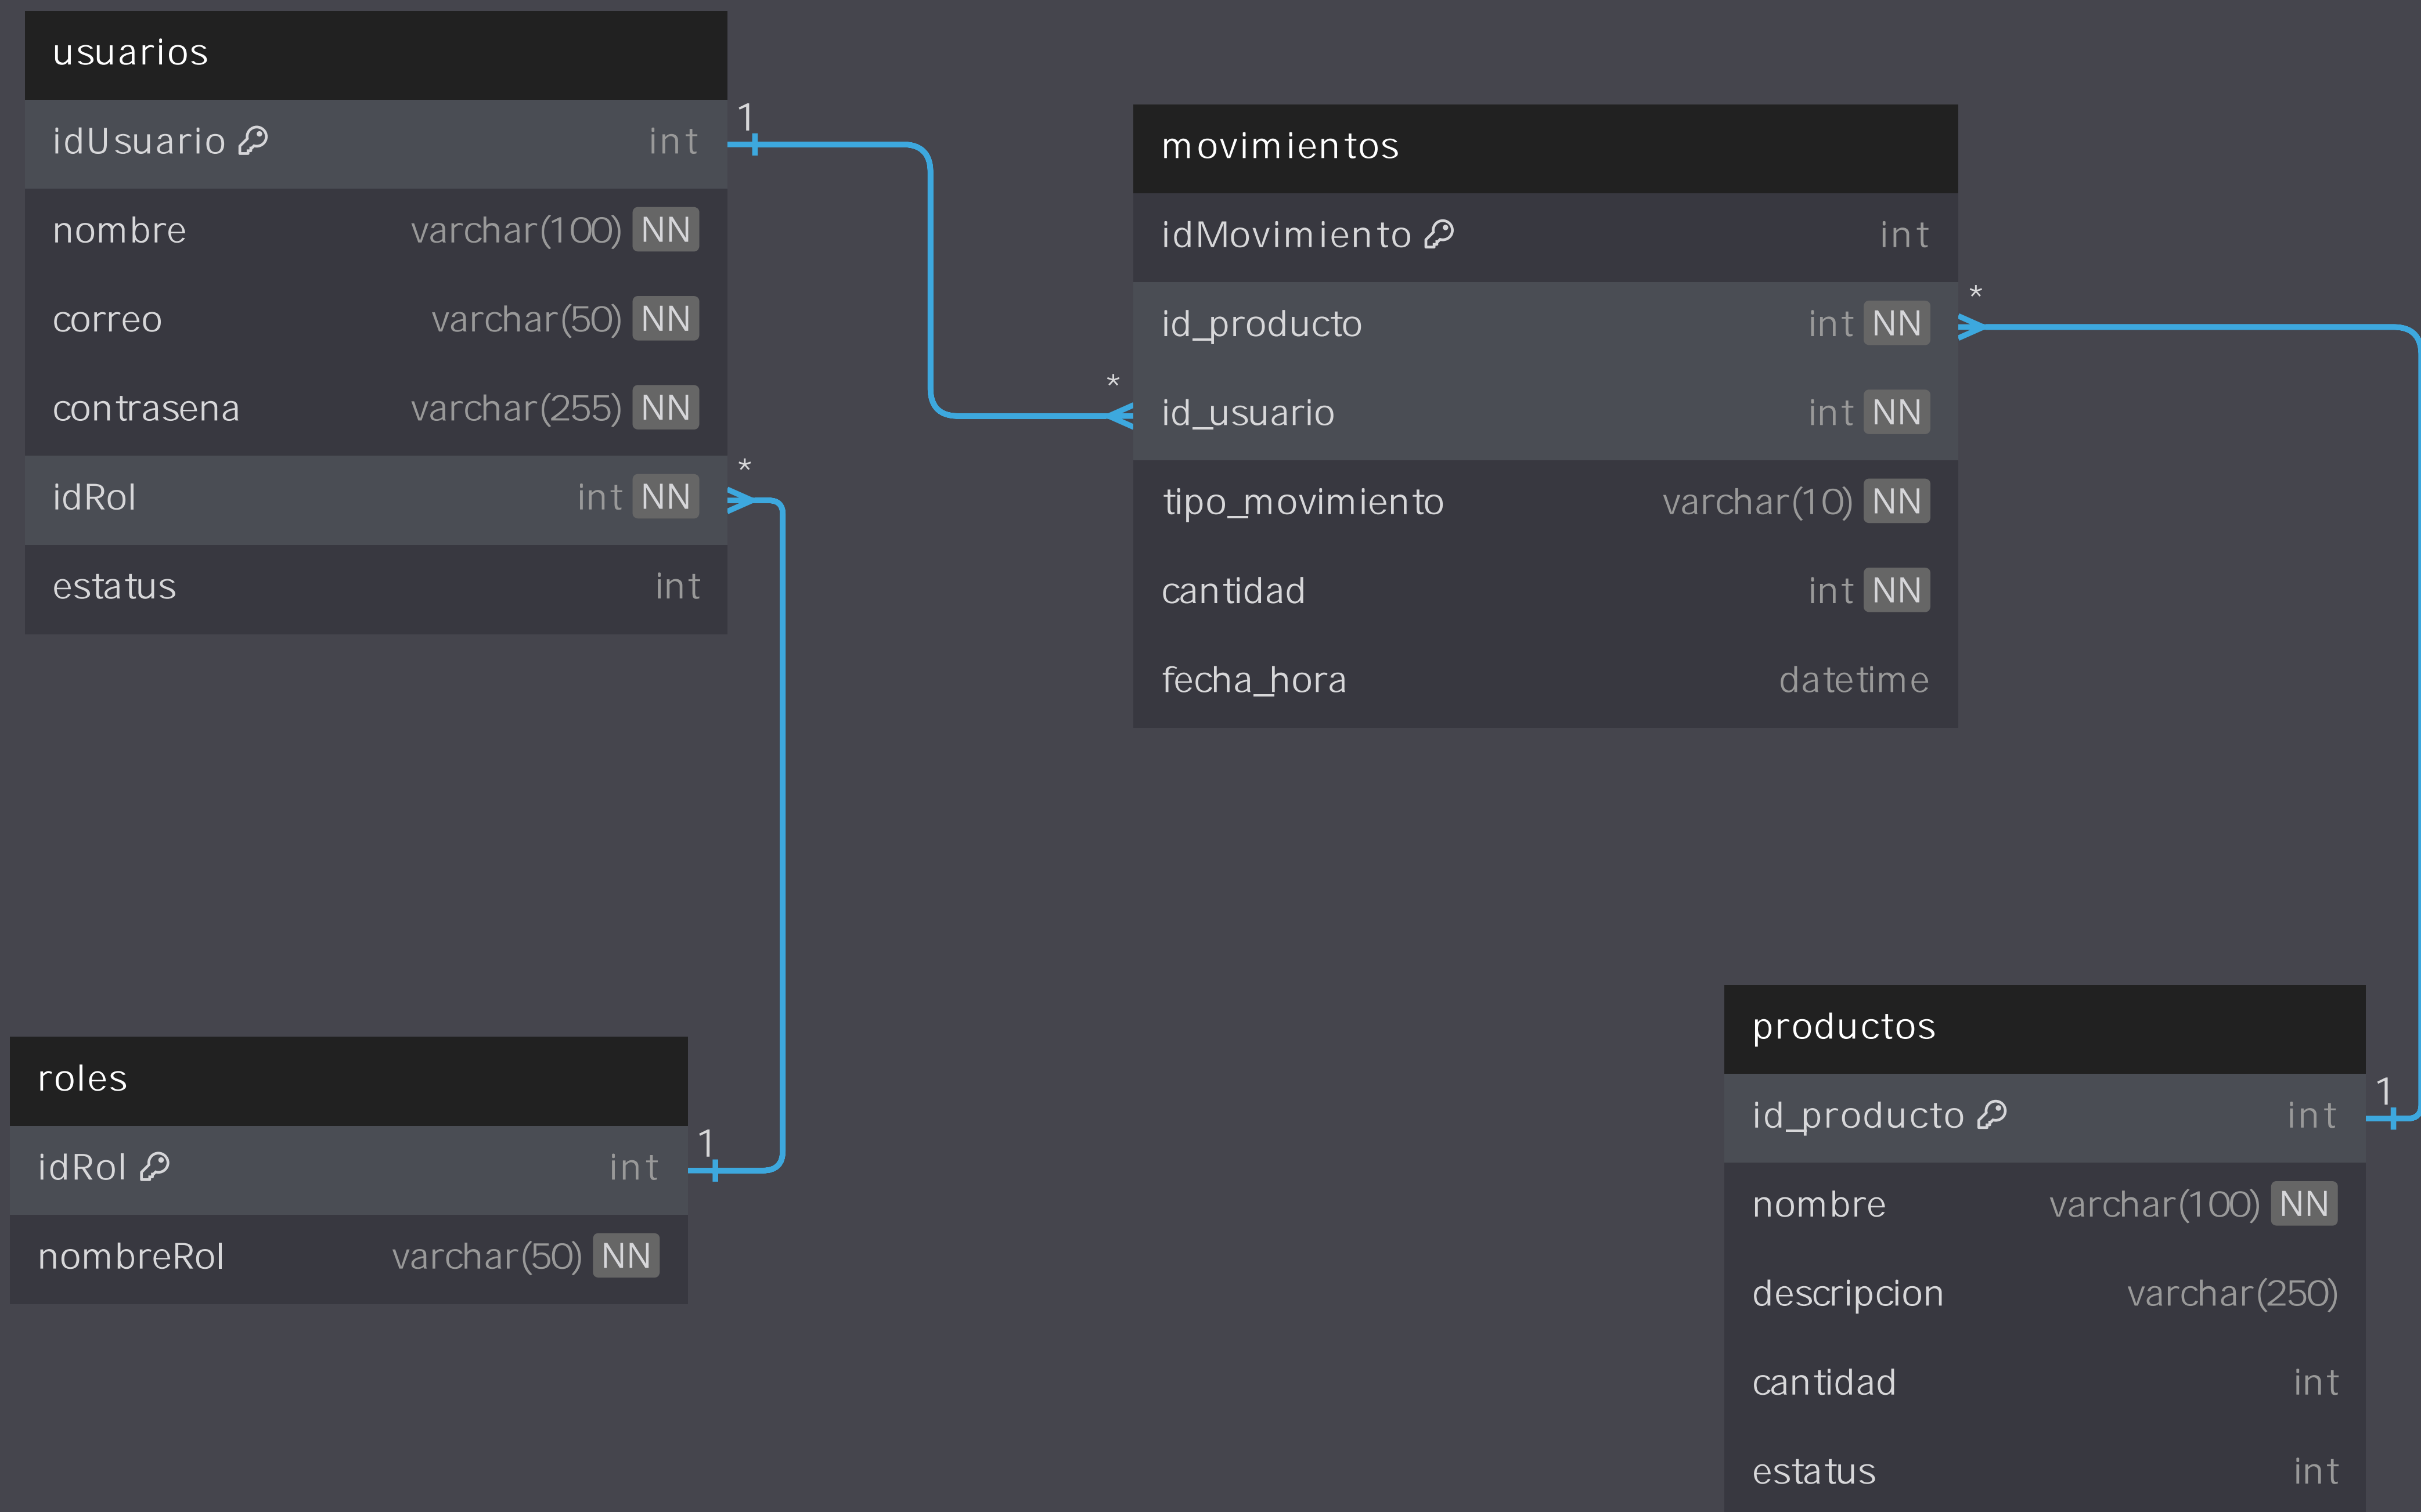 usuarios
idUsuario int
nombre varchar(100) NN
correo varchar(50) NN
contrasena varchar(255) NN
idRol int NN
estatus int
1
*
movimientos
idMovimiento int
id_producto int NN
id_usuario int NN
tipo_movimiento varchar(10) NN
cantidad int NN
fecha_hora datetime
*
*
roles
idRol int
nombreRol varchar(50) NN
1
productos
id_producto int
nombre varchar(100) NN
descripcion varchar(250)
cantidad int
estatus int
1